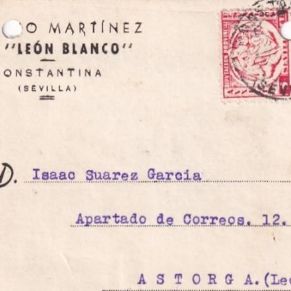 O MARTÍNEZ
"LEÓN BLANCO"
ONSTANTINA
(SEVILLA)
D. Isaac Suarez Garcia
Apartado de Correos. 12.
A S T O R G A.(Le